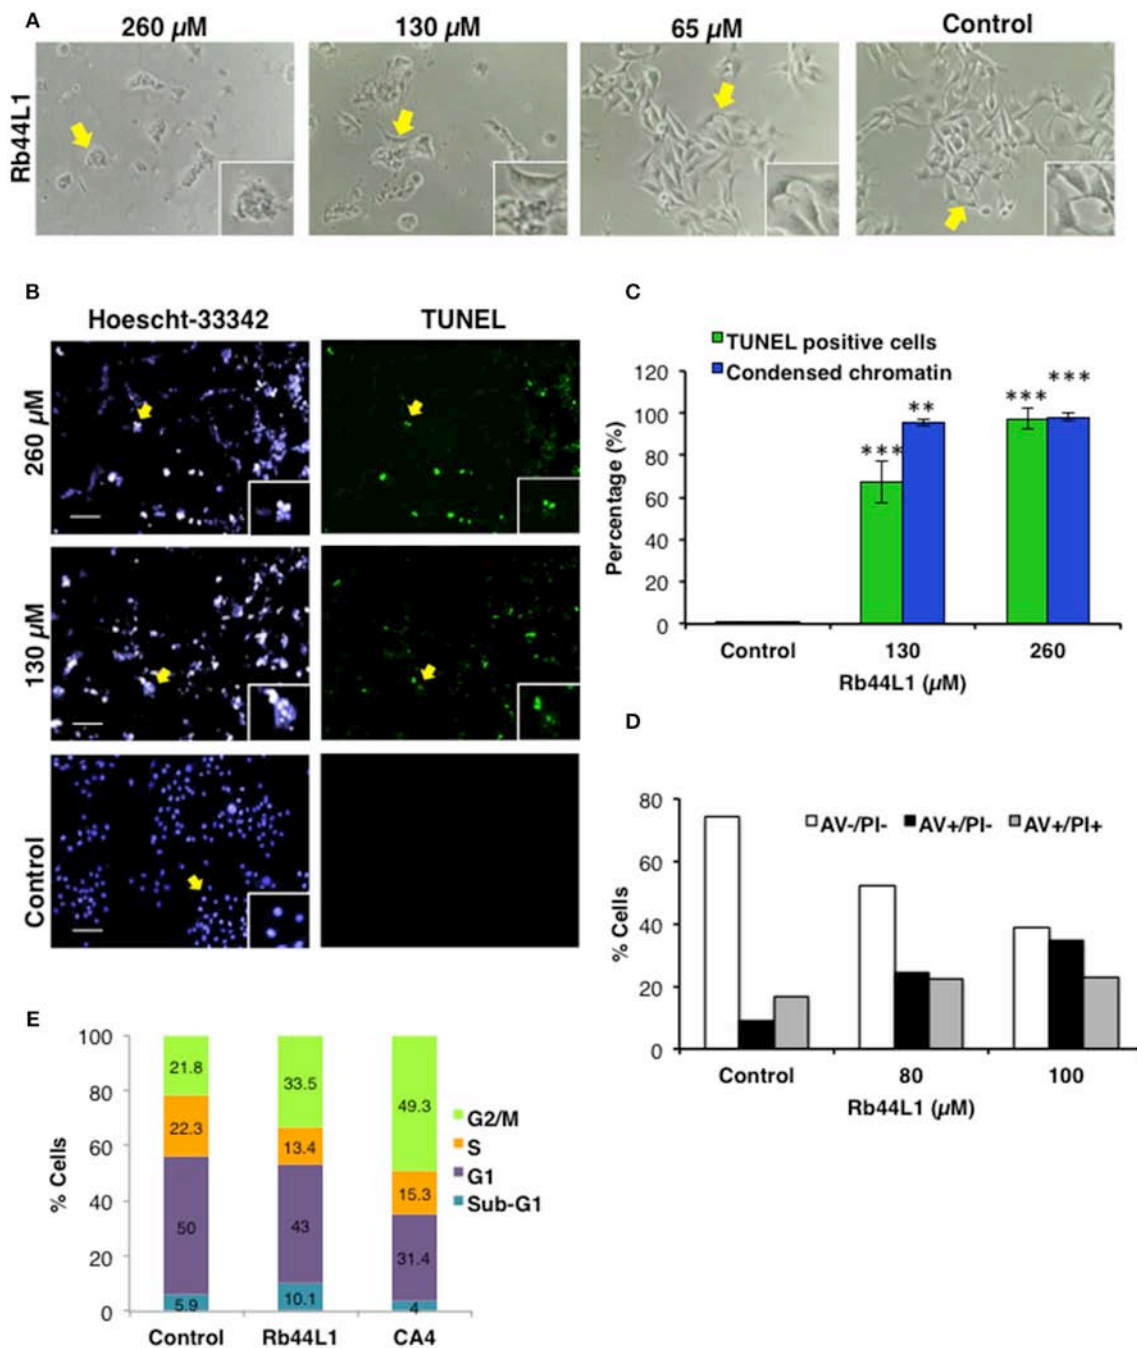 A
260 µM
130 µM
65 µM
Control
Rb44L1
B
Hoescht-33342
TUNEL
260 µM
130 µM
Control
C
TUNEL positive cells
Condensed chromatin
120
100
80
60
40
20
0
Percentage (%)
***
**
***
***
Control
130
260
Rb44L1 (µM)
D
80
60
40
20
0
% Cells
AV-/PI-
AV+/PI-
AV+/PI+
Control
80
100
Rb44L1 (µM)
E
100
80
60
40
20
0
% Cells
21.8
22.3
50
5.9
33.5
13.4
43
10.1
49.3
15.3
31.4
4
G2/M
S
G1
Sub-G1
Control
Rb44L1
CA4